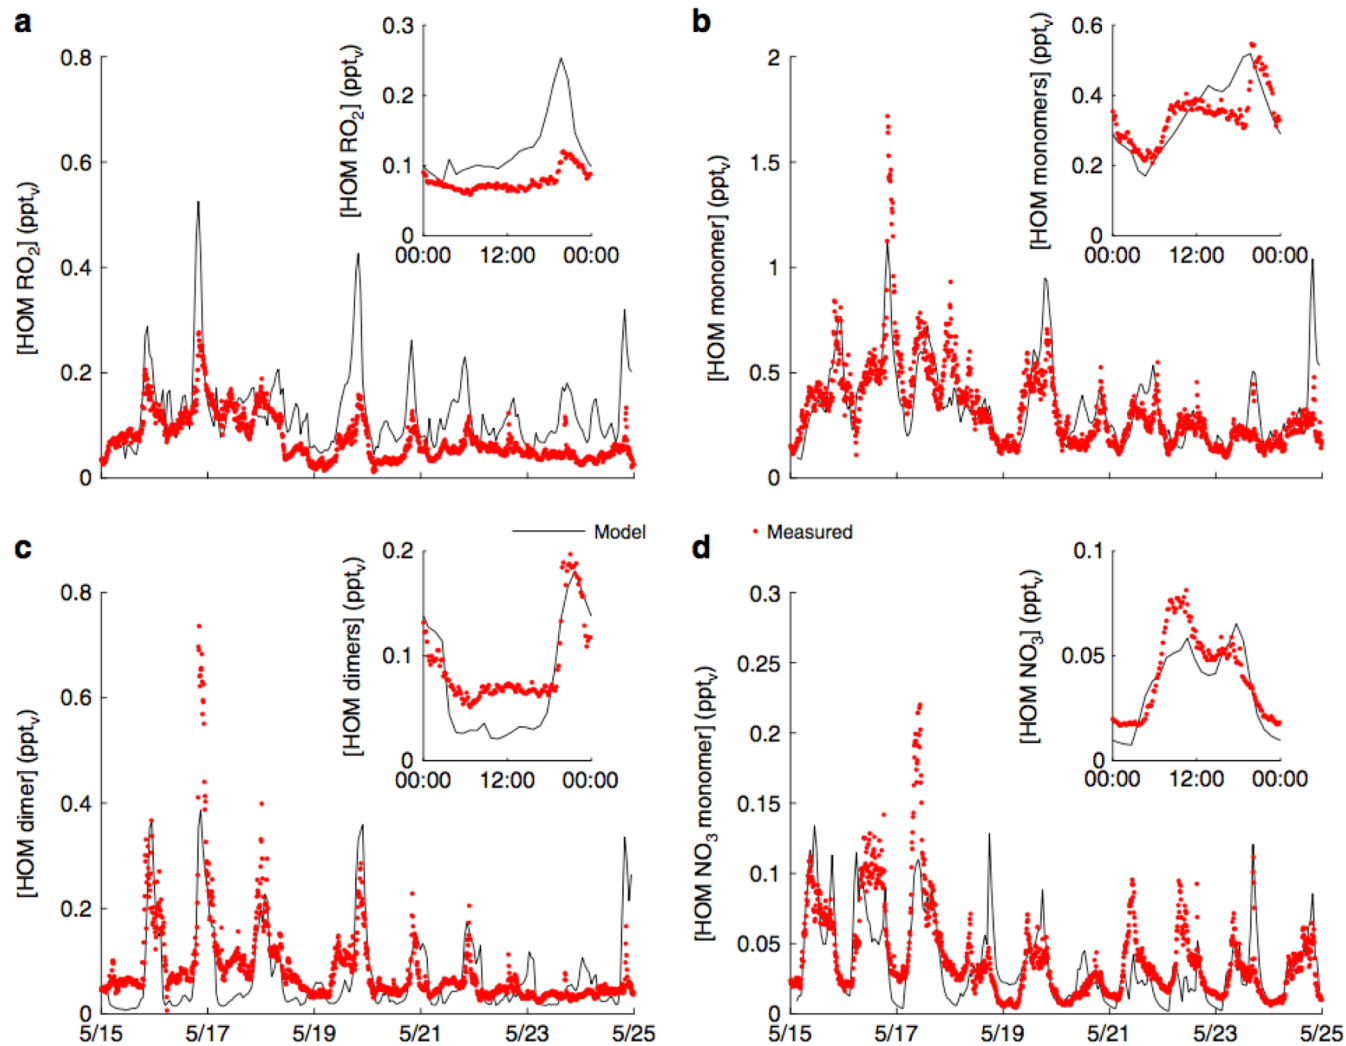 a
[HOM RO2] (pptv)
0.8
0.6
0.4
0.2
0
[HOM RO2] (pptv)
0.3
0.2
0.1
0
00:00 12:00 00:00
b
[HOM monomer] (pptv)
2
1.5
1
0.5
0
[HOM monomers] (pptv)
0.6
0.4
0.2
0
00:00 12:00 00:00
Model
Measured
c
[HOM dimer] (pptv)
0.8
0.6
0.4
0.2
0
5/15 5/17 5/19 5/21 5/23 5/25
[HOM dimers] (pptv)
0.2
0.1
0
00:00 12:00 00:00
d
[HOM NO3 monomer] (pptv)
0.3
0.25
0.2
0.15
0.1
0.05
0
5/15 5/17 5/19 5/21 5/23 5/25
[HOM NO3] (pptv)
0.1
0.05
0
00:00 12:00 00:00